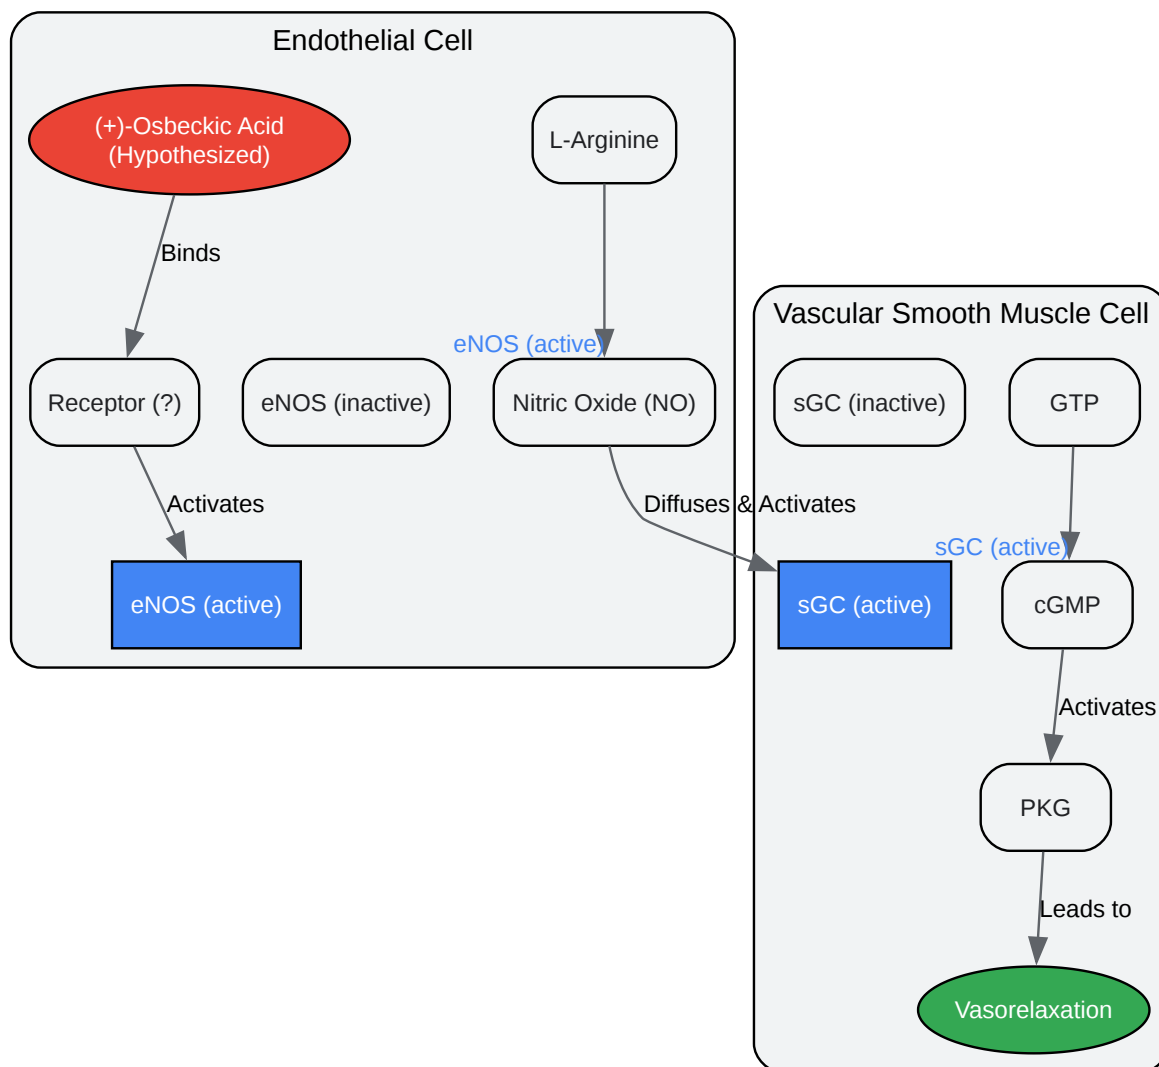 Endothelial Cell
(+)-Osbeckic Acid
(Hypothesized)
L-Arginine
Binds
Vascular Smooth Muscle Cell
eNOS (active)
Receptor (?)
eNOS (inactive)
Nitric Oxide (NO)
sGC (inactive)
GTP
Activates
Diffuses & Activates
sGC (active)
eNOS (active)
sGC (active)
cGMP
Activates
PKG
Leads to
Vasorelaxation